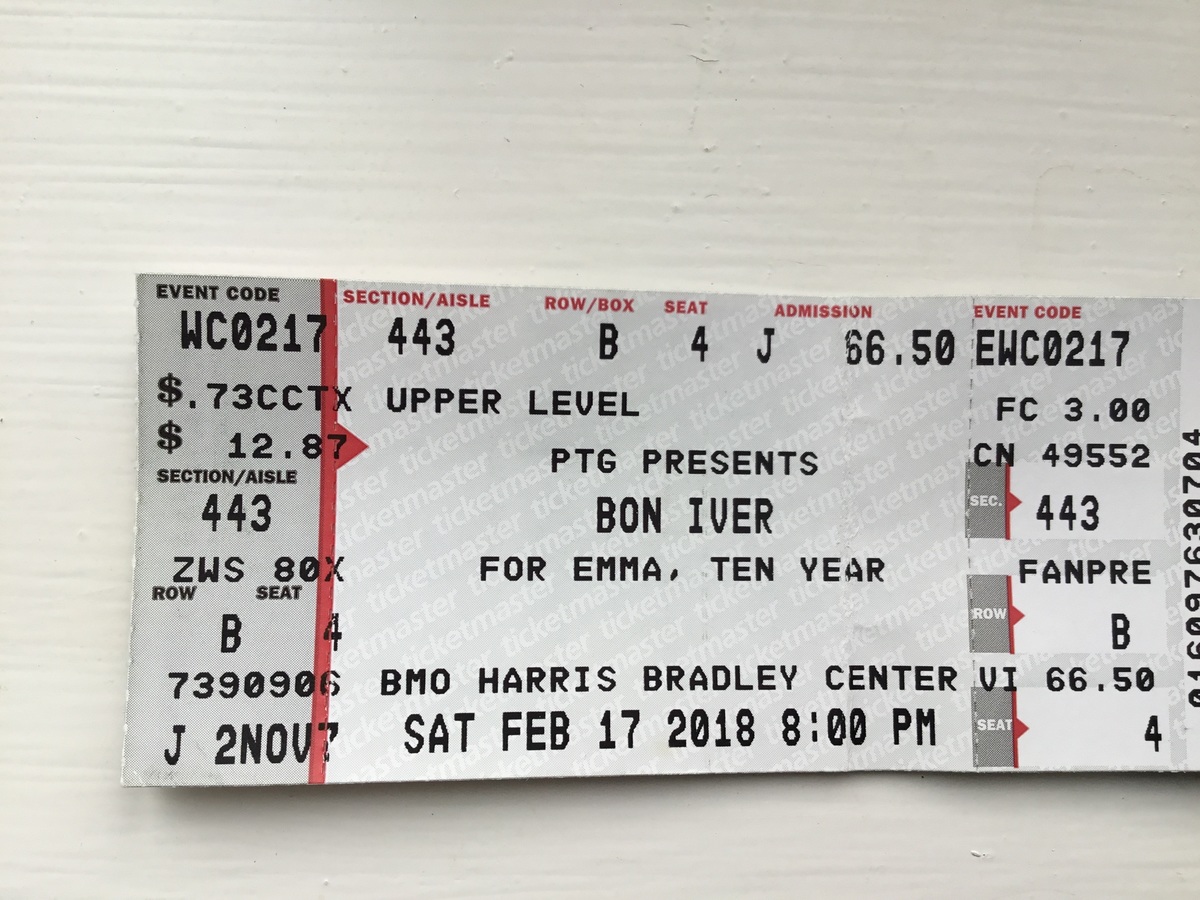 EVENT CODE
WC0217
$.73CCTX
$ 12.87
SECTION/AISLE
443
ZWS 80X
ROW SEAT
B 4
7390906
J 2NOV7
SECTION/AISLE ROW/BOX SEAT ADMISSION
443 B 4 J 66.50
UPPER LEVEL
PTG PRESENTS
BON IVER
FOR EMMA, TEN YEAR
BMO HARRIS BRADLEY CENTER
SAT FEB 17 2018 8:00 PM
EVENT CODE
EWC0217
FC 3.00
CN 49552
SEC. 443
FANPRE
ROW B
VI 66.50
SEAT 4
ticketmaster